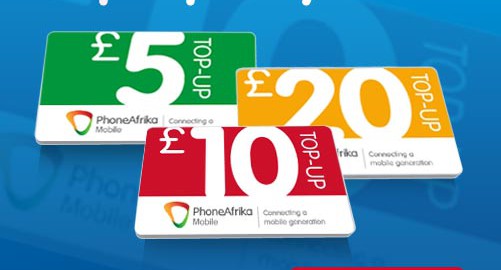 £5
TOP-UP
PhoneAfrika
Mobile
Connecting a
£20
TOP-UP
rika
Connecting a
mobile generation
£10
TOP-UP
PhoneAfrika
Mobile
Connecting a
mobile generation